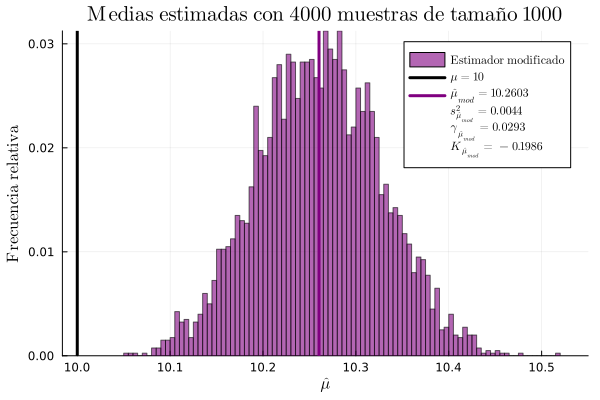 Medias estimadas con 4000 muestras de tamaño 1000
Frecuencia relativa
0.03
0.02
0.01
0.00
Estimador modificado
μ = 10
μ̂_mod = 10.2603
s²_μ̂_mod = 0.0044
γ_μ̂_mod = 0.0293
K_μ̂_mod = −0.1986
10.0 10.1 10.2 10.3 10.4 10.5
μ̂